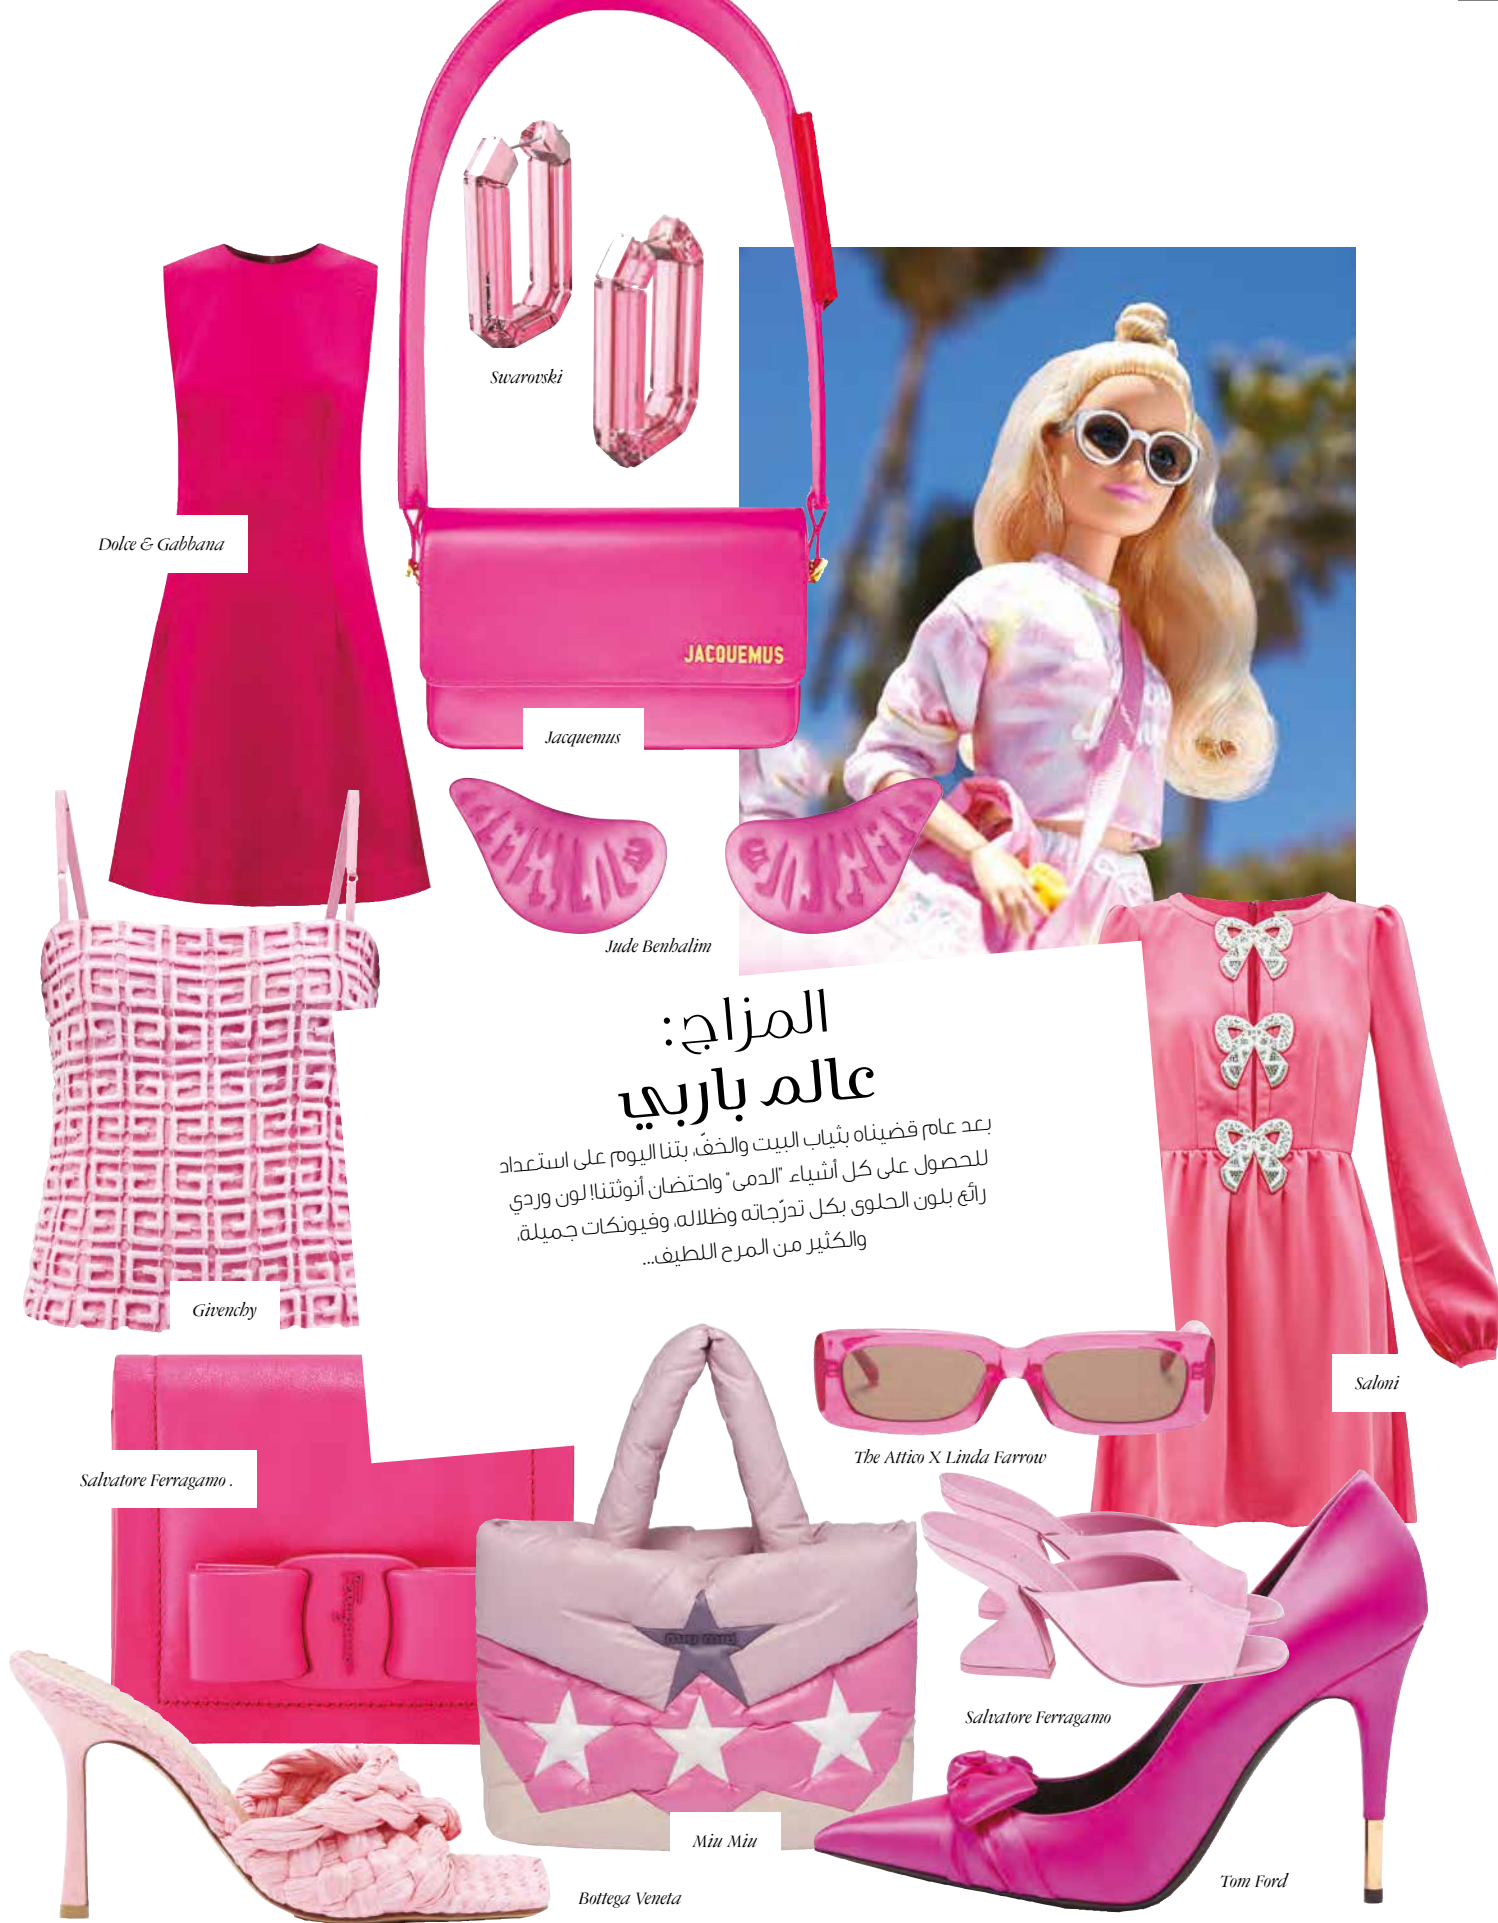 Swarovski
Dolce & Gabbana
JACQUEMUS
Jacquemus
Jude Benhalim
المزاج:
عالم باربي
بعد عام قضيناه بثياب البيت والخفّ، بتنا اليوم على استعداد
للحصول على كل أشياء "الدمى" واحتضان أنوثتنا! لون وردي
رائع بلون الحلوى بكل تدرّجاته وظلاله، وفيونكات جميلة،
والكثير من المرح اللطيف...
Givenchy
Saloni
The Attico X Linda Farrow
Salvatore Ferragamo .
miu miu
Salvatore Ferragamo
Miu Miu
Tom Ford
Bottega Veneta